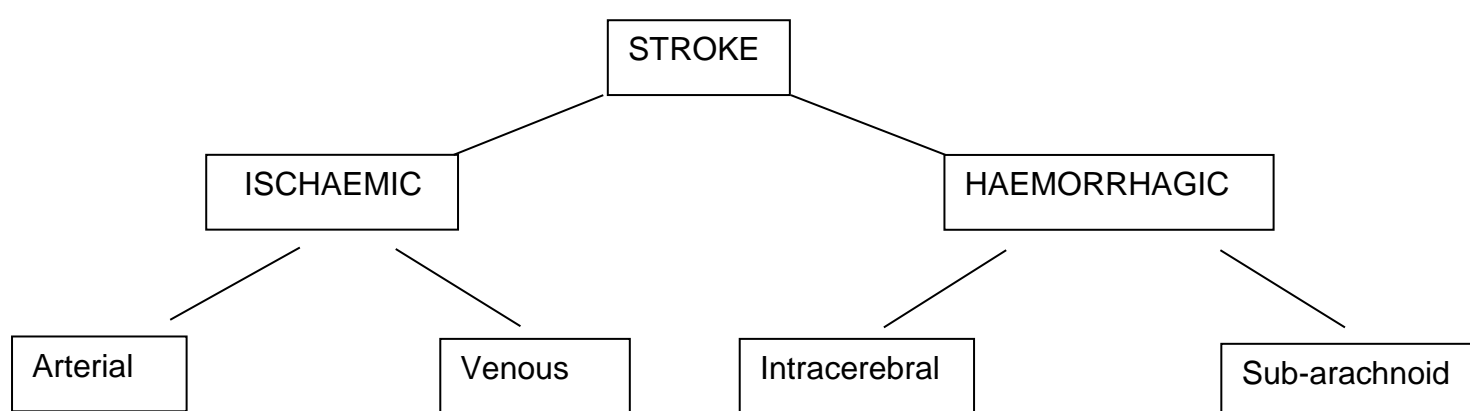 STROKE
ISCHAEMIC
HAEMORRHAGIC
Arterial
Venous
Intracerebral
Sub-arachnoid